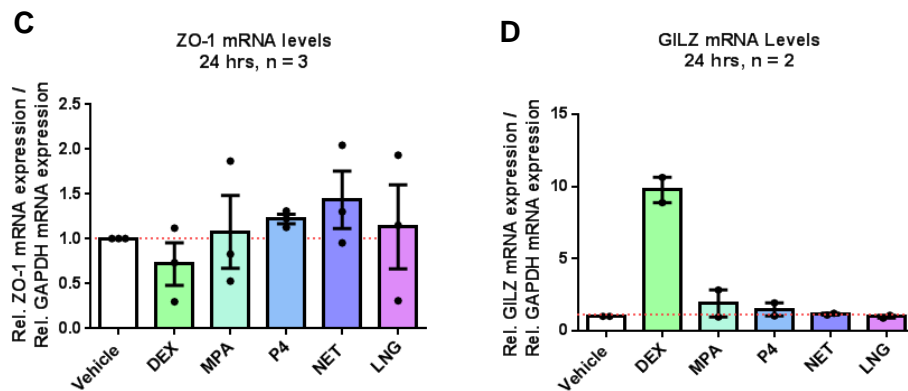 C
ZO-1 mRNA levels
24 hrs, n = 3
Rel. ZO-1 mRNA expression /
Rel. GAPDH mRNA expression
2.5
2.0
1.5
1.0
0.5
0.0
Vehicle
DEX
MPA
P4
NET
LNG
D
GILZ mRNA Levels
24 hrs, n = 2
Rel. GILZ mRNA expression /
Rel. GAPDH mRNA expression
15
10
5
0
Vehicle
DEX
MPA
P4
NET
LNG